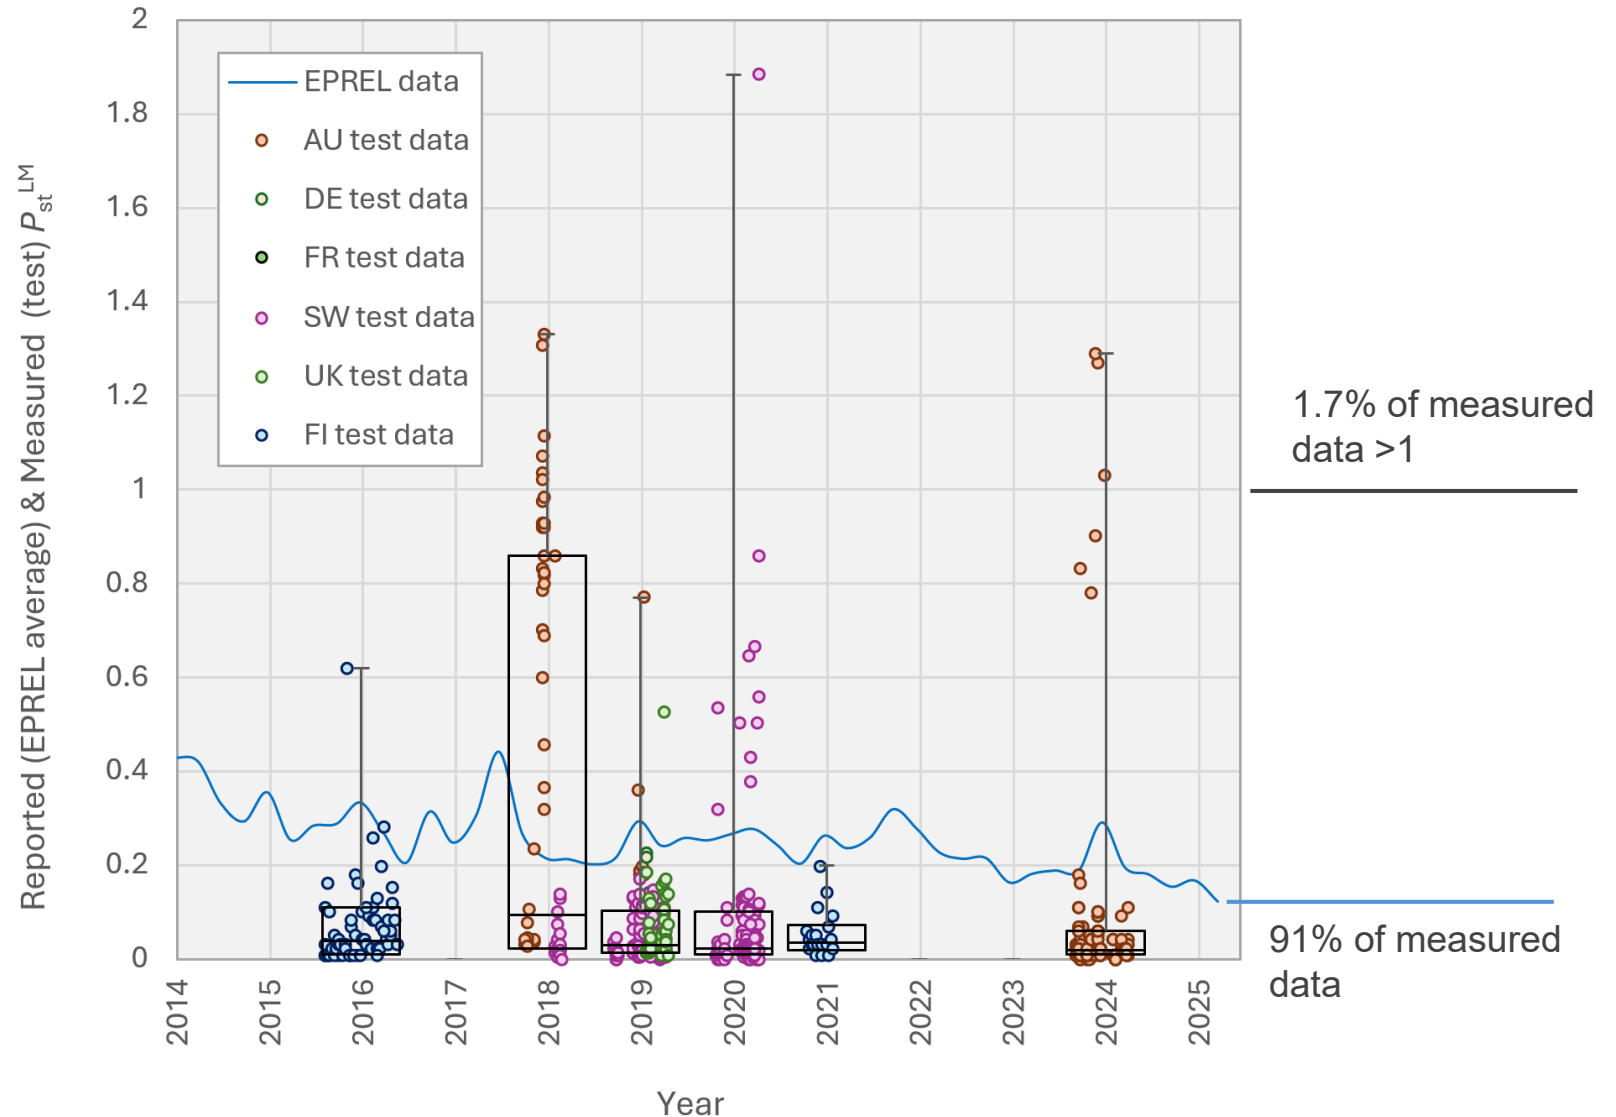 2
1.8
1.6
1.4
1.2
1
0.8
0.6
0.4
0.2
0
Reported (EPREL average) & Measured (test) PstLM
EPREL data
AU test data
DE test data
FR test data
SW test data
UK test data
FI test data
1.7% of measured
data >1
91% of measured
data
2014
2015
2016
2017
2018
2019
2020
2021
2022
2023
2024
2025
Year